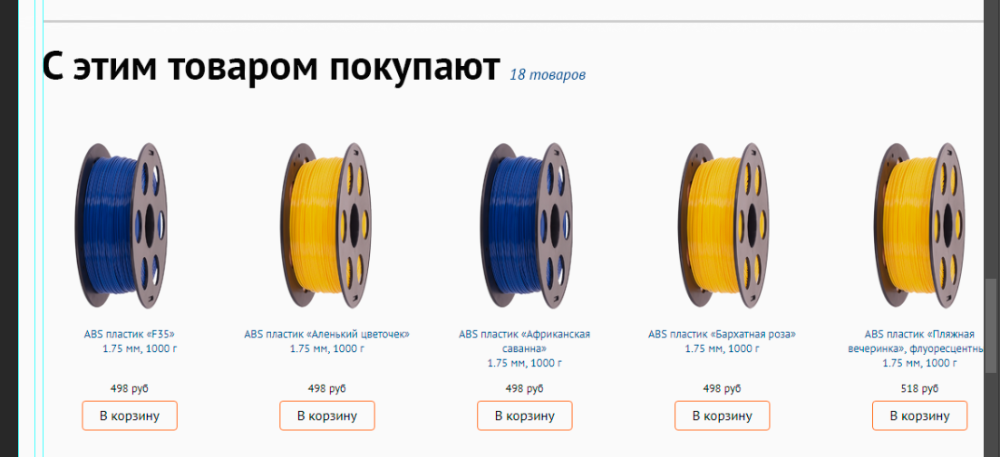 С этим товаром покупают 18 товаров
ABS пластик «F35»
1.75 мм, 1000 г
498 руб
В корзину
ABS пластик «Аленький цветочек»
1.75 мм, 1000 г
498 руб
В корзину
ABS пластик «Африканская
саванна»
1.75 мм, 1000 г
498 руб
В корзину
ABS пластик «Бархатная роза»
1.75 мм, 1000 г
498 руб
В корзину
ABS пластик «Пляжная
вечеринка», флуоресцентны
1.75 мм, 1000 г
518 руб
В корзину